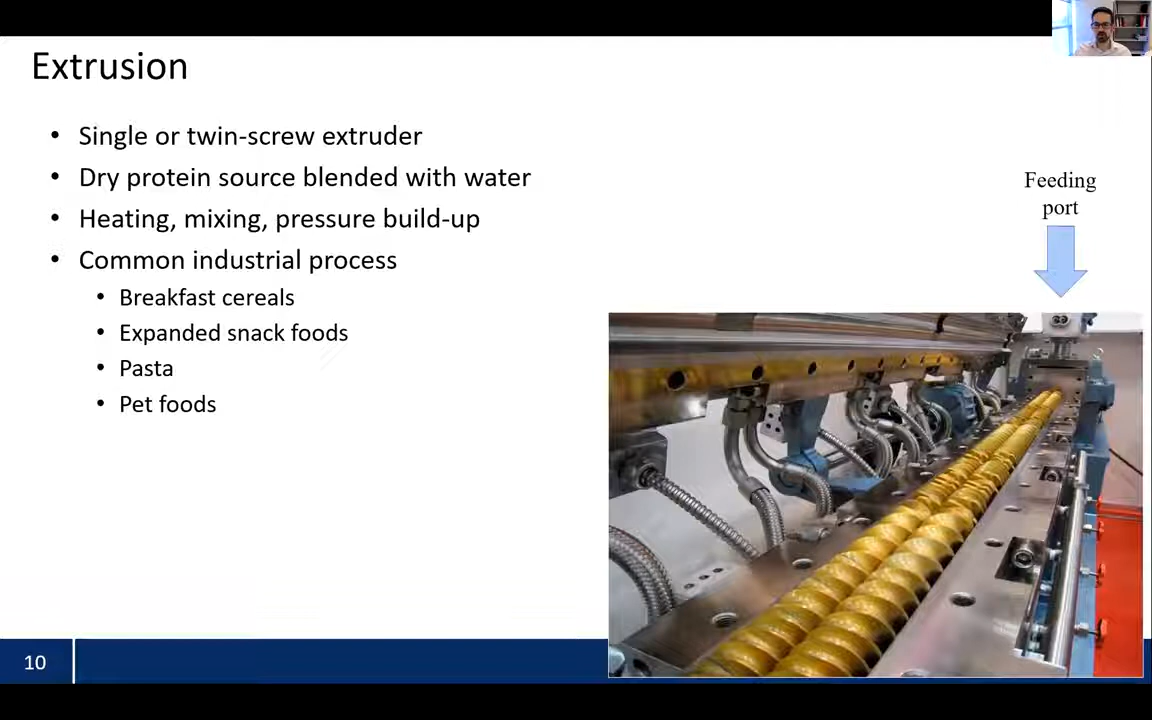 Extrusion
• Single or twin-screw extruder
• Dry protein source blended with water
• Heating, mixing, pressure build-up
• Common industrial process
• Breakfast cereals
• Expanded snack foods
• Pasta
• Pet foods
Feeding
port
10